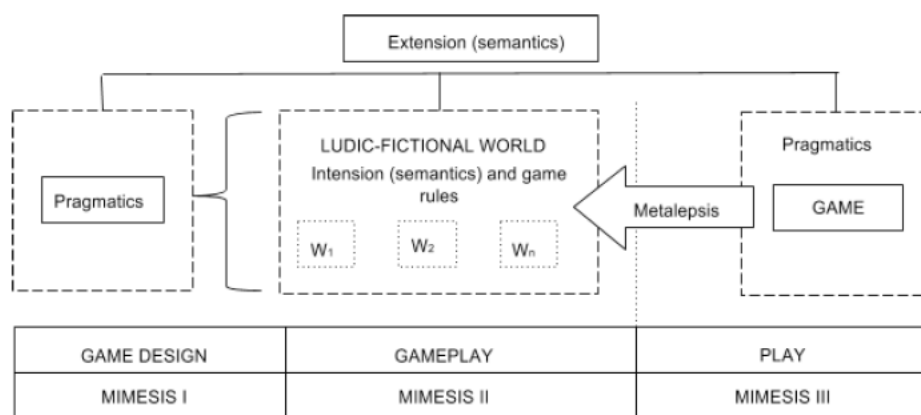 Extension (semantics)
Pragmatics
LUDIC-FICTIONAL WORLD
Intension (semantics) and game
rules
W₁
W₂
Wₙ
Metalepsis
Pragmatics
GAME
GAME DESIGN
GAMEPLAY
PLAY
MIMESIS I
MIMESIS II
MIMESIS III